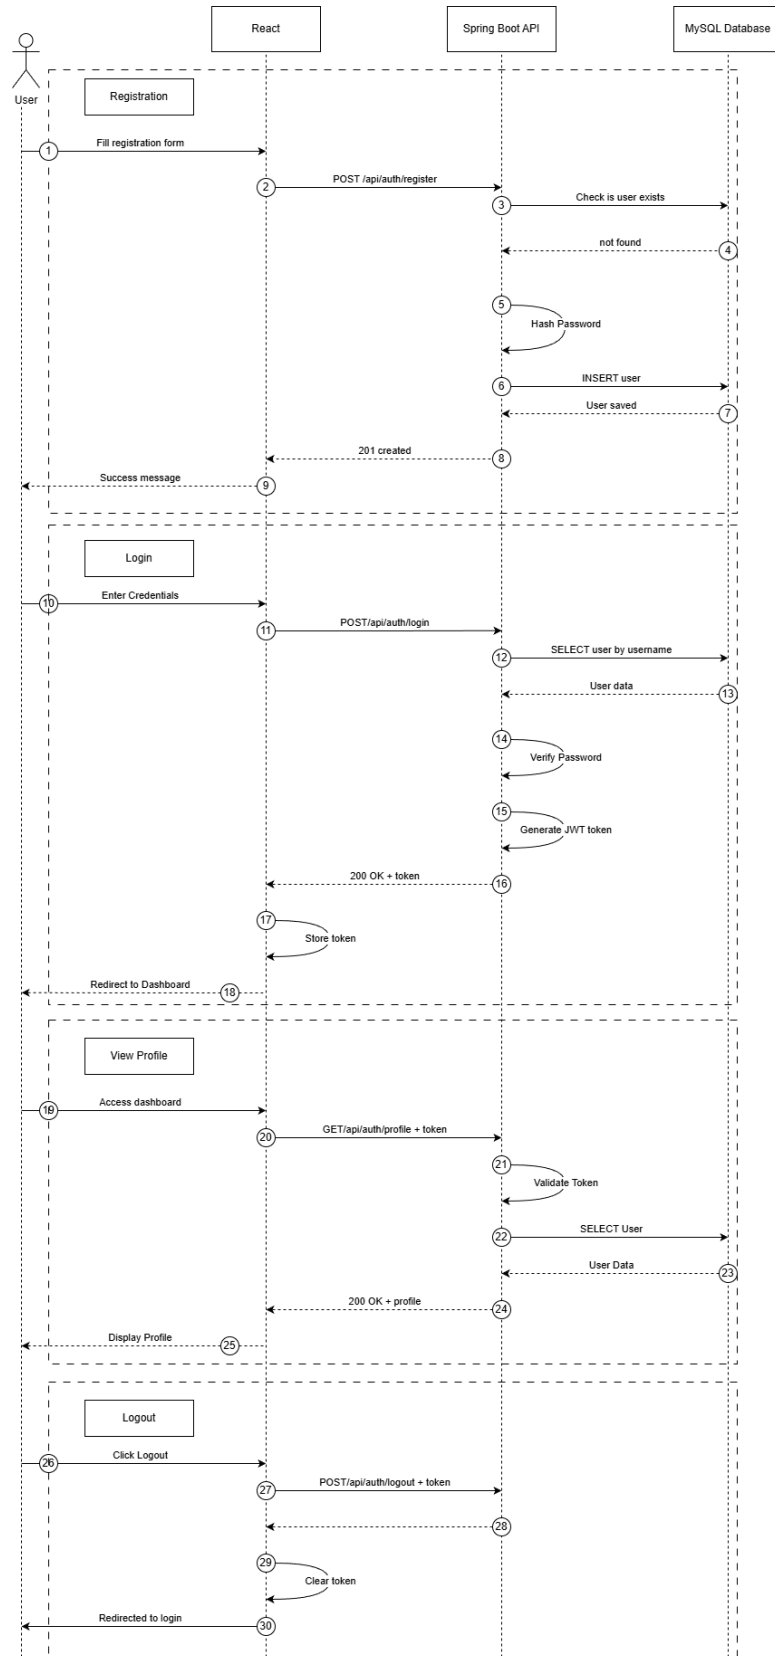 React
Spring Boot API
MySQL Database
User
Registration
1
Fill registration form
2
POST /api/auth/register
3
Check is user exists
not found
4
5
Hash Password
6
INSERT user
User saved
7
201 created
8
Success message
9
Login
10
Enter Credentials
11
POST/api/auth/login
12
SELECT user by username
User data
13
14
Verify Password
15
Generate JWT token
200 OK + token
16
17
Store token
Redirect to Dashboard
18
View Profile
19
Access dashboard
20
GET/api/auth/profile + token
21
Validate Token
22
SELECT User
User Data
23
200 OK + profile
24
Display Profile
25
Logout
26
Click Logout
27
POST/api/auth/logout + token
28
29
Clear token
Redirected to login
30